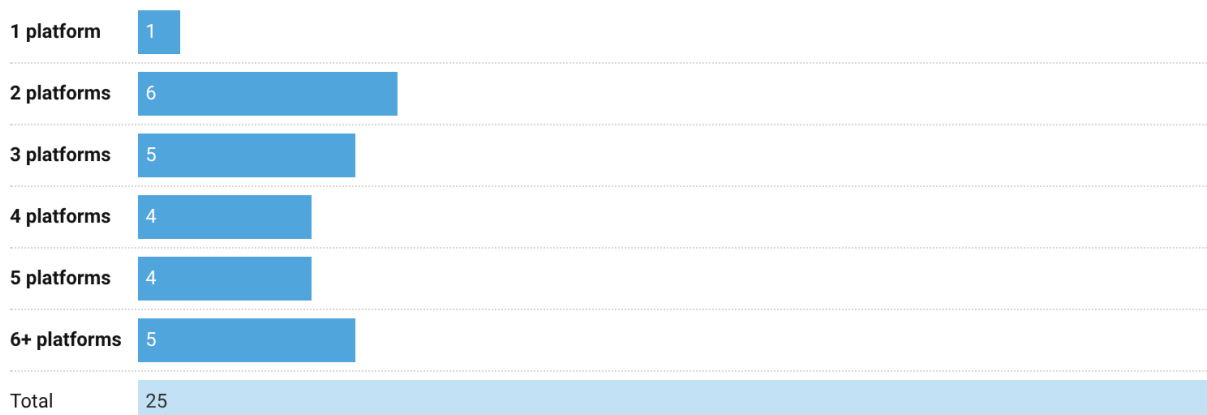 1 platform 1
2 platforms 6
3 platforms 5
4 platforms 4
5 platforms 4
6+ platforms 5
Total 25